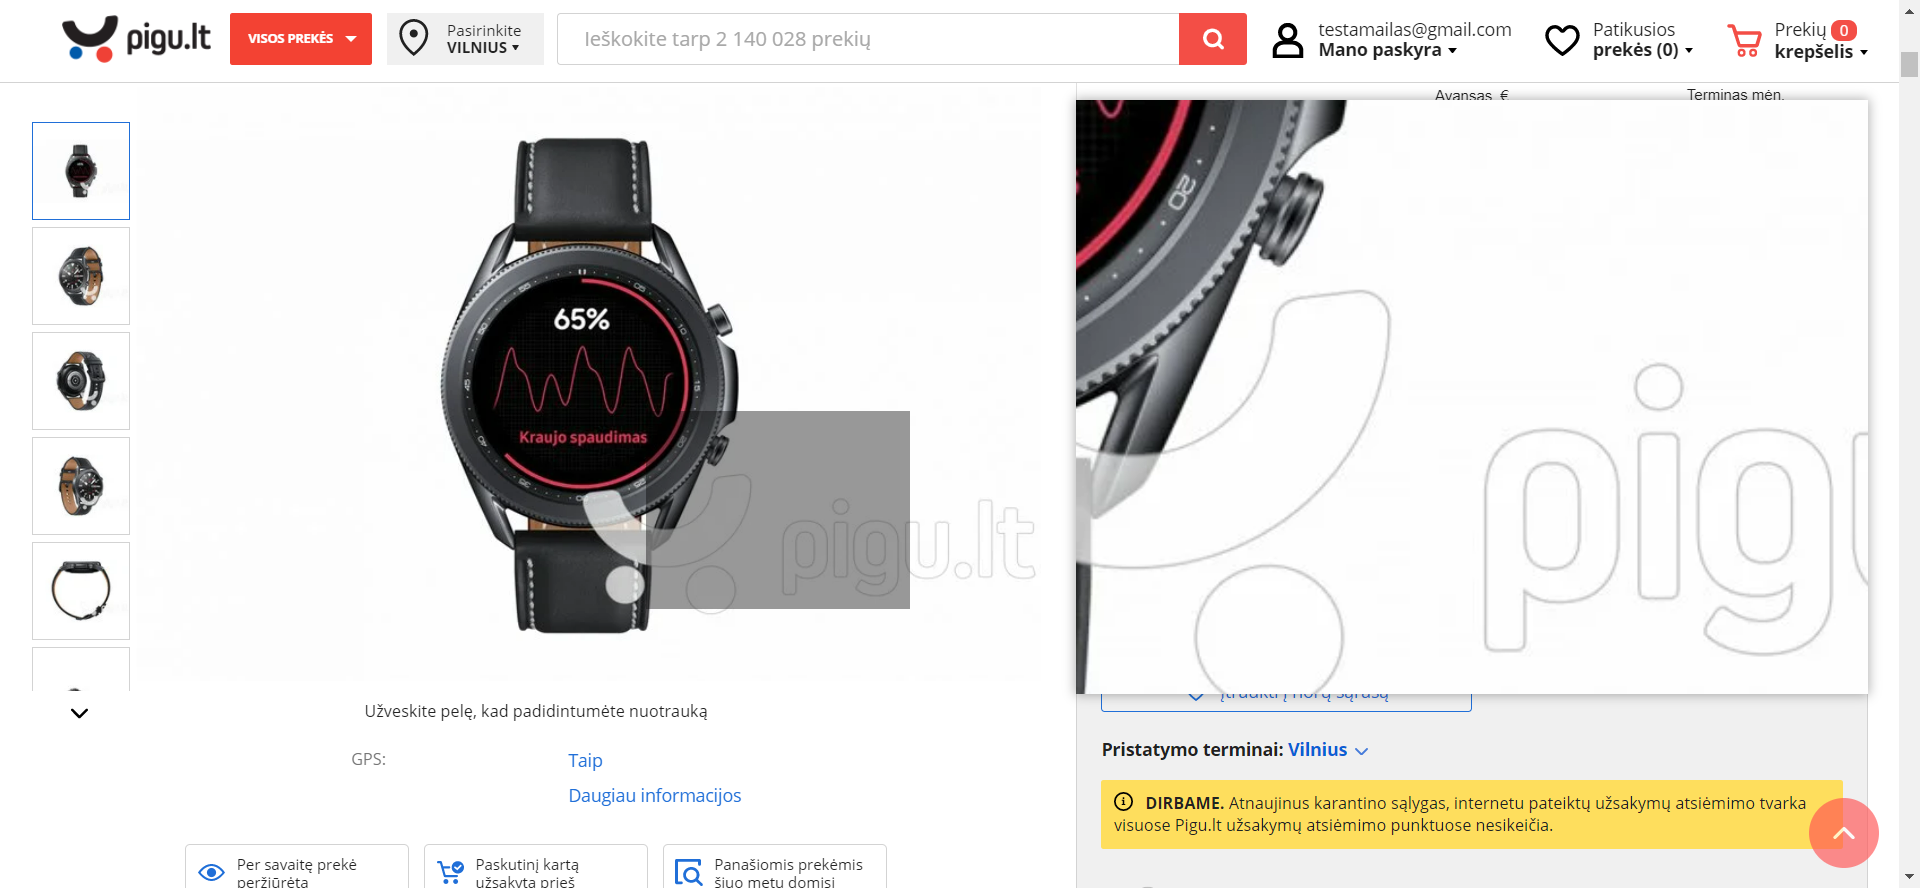 pigu.lt
VISOS PREKĖS
Pasirinkite
VILNIUS
Ieškokite tarp 2 140 028 prekių
testamailas@gmail.com
Mano paskyra
Patikusios
prekės (0)
Prekių 0
krepšelis
Avansas, €
Terminas mėn.
65%
Kraujo spaudimas
pigu.lt
20
pigu
Užveskite pelę, kad padidintumėte nuotrauką
GPS: Taip
Daugiau informacijos
Per savaitę prekė
peržiūrėta
Paskutinį kartą
užsakyta prieš
Panašiomis prekėmis
šiuo metu domisi
Įtraukti į norų sąrašą
Pristatymo terminai: Vilnius
DIRBAME. Atnaujinus karantino sąlygas, internetu pateiktų užsakymų atsiėmimo tvarka
visuose Pigu.lt užsakymų atsiėmimo punktuose nesikeičia.